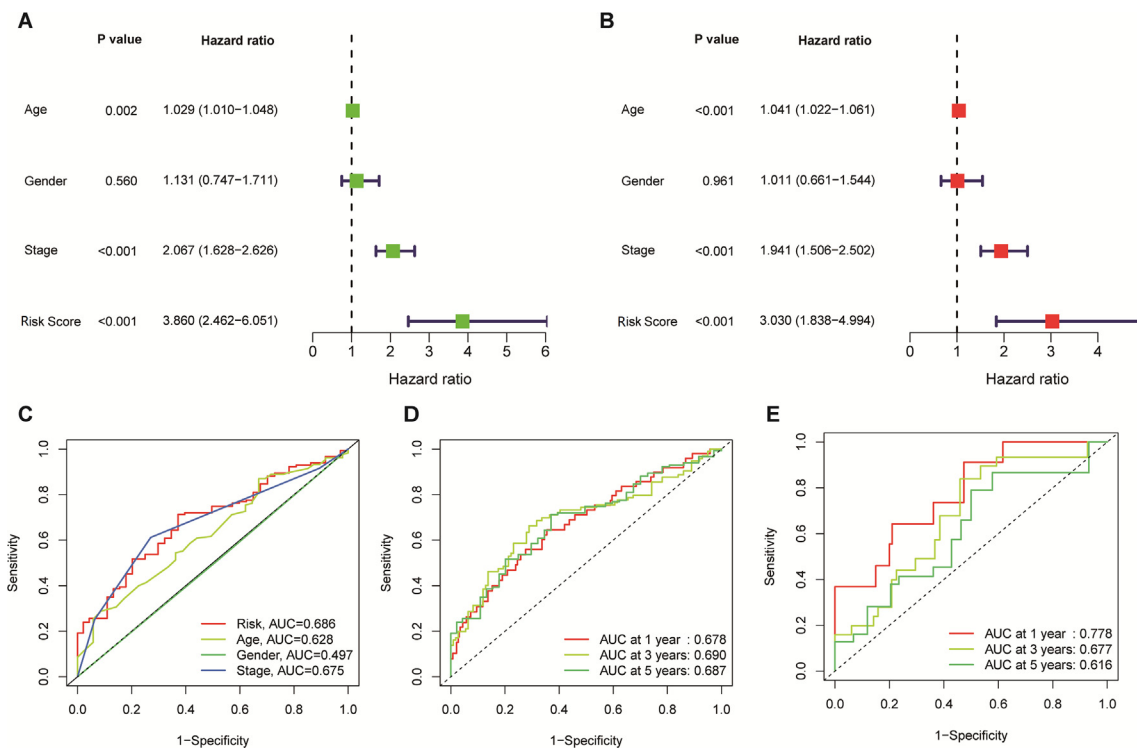 A
P value Hazard ratio
Age 0.002 1.029 (1.010−1.048)
Gender 0.560 1.131 (0.747−1.711)
Stage <0.001 2.067 (1.628−2.626)
Risk Score <0.001 3.860 (2.462−6.051)
0 1 2 3 4 5 6
Hazard ratio
B
P value Hazard ratio
Age <0.001 1.041 (1.022−1.061)
Gender 0.961 1.011 (0.661−1.544)
Stage <0.001 1.941 (1.506−2.502)
Risk Score <0.001 3.030 (1.838−4.994)
0 1 2 3 4
Hazard ratio
C
Sensitivity
1.0
0.8
0.6
0.4
0.2
0.0
Risk, AUC=0.686
Age, AUC=0.628
Gender, AUC=0.497
Stage, AUC=0.675
0.0 0.2 0.4 0.6 0.8 1.0
1−Specificity
D
Sensitivity
1.0
0.8
0.6
0.4
0.2
0.0
AUC at 1 year : 0.678
AUC at 3 years: 0.690
AUC at 5 years: 0.687
0.0 0.2 0.4 0.6 0.8 1.0
1−Specificity
E
Sensitivity
1.0
0.8
0.6
0.4
0.2
0.0
AUC at 1 year : 0.778
AUC at 3 years: 0.677
AUC at 5 years: 0.616
0.0 0.2 0.4 0.6 0.8 1.0
1−Specificity